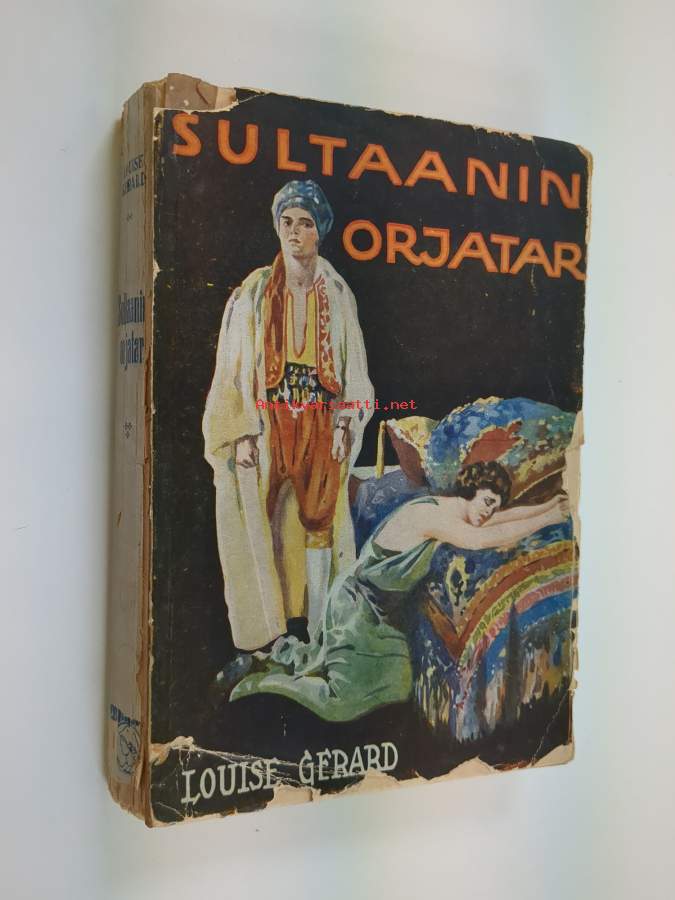 SULTAANIN
ORJATAR
LOUISE GERARD
LOUISE
GERARD
Sultaanin
orjatar
Antikvariaatti.net